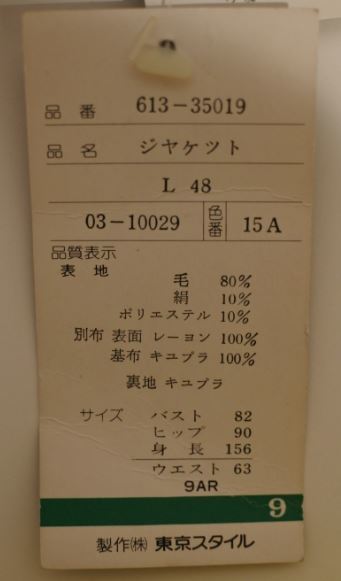 品番 613-35019
品名 ジヤケツト
L 48
03-10029 色番 15A
品質表示
表地
毛 80%
絹 10%
ポリエステル 10%
別布 表面 レーヨン 100%
基布 キユプラ 100%
裏地 キユプラ
サイズ バスト 82
ヒップ 90
身長 156
ウエスト 63
9AR
9
製作㈱ 東京スタイル